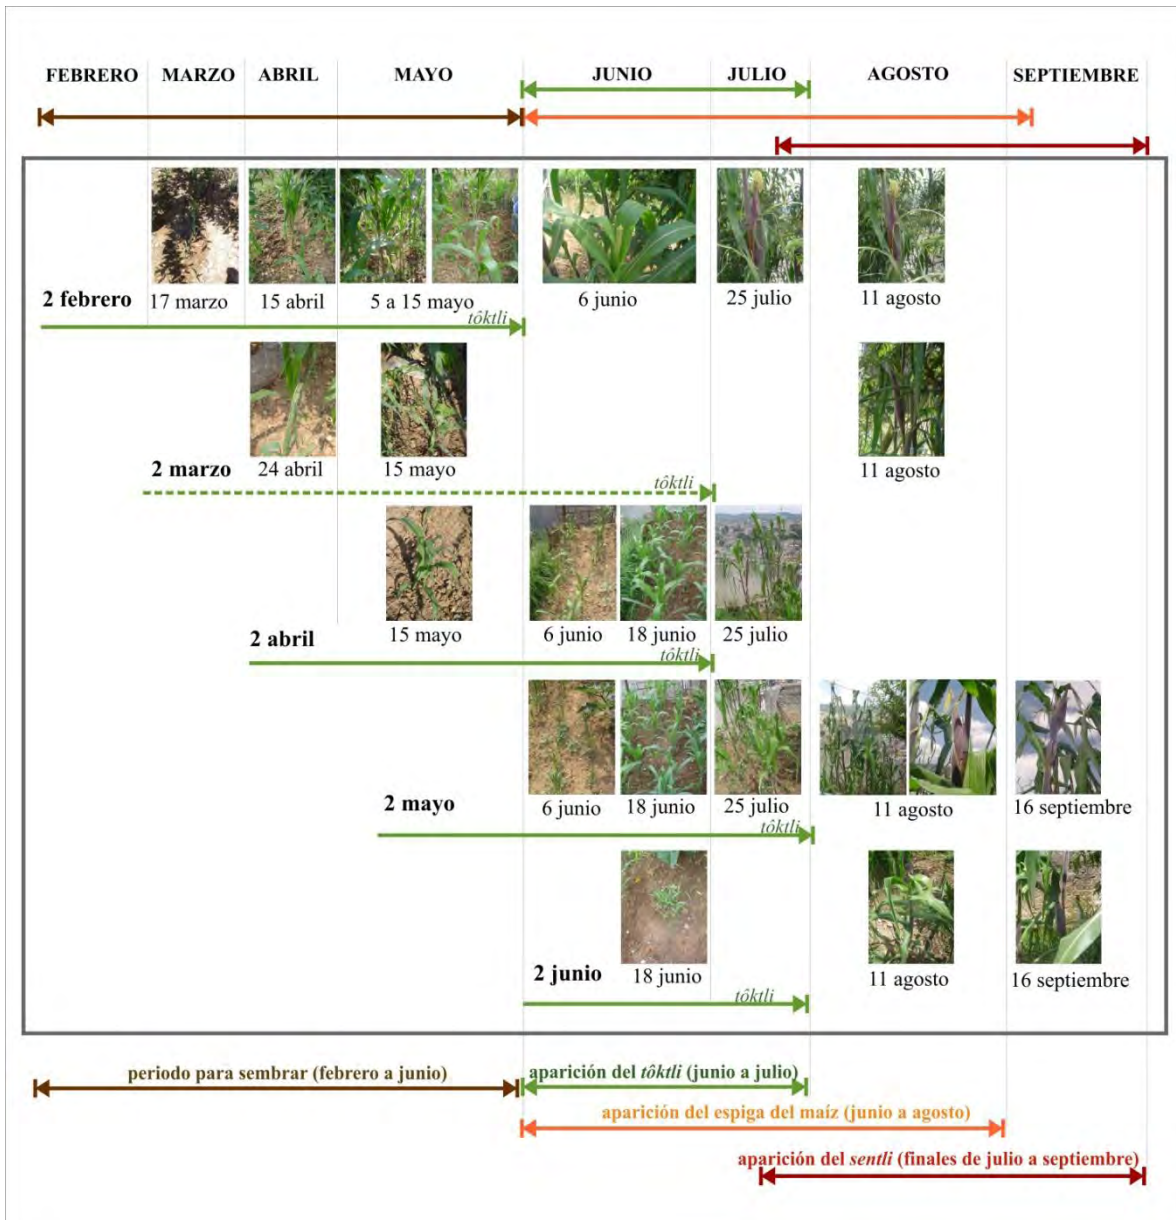 FEBRERO MARZO ABRIL MAYO JUNIO JULIO AGOSTO SEPTIEMBRE
2 febrero 17 marzo 15 abril 5 a 15 mayo 6 junio 25 julio 11 agosto
tôktli
2 marzo 24 abril 15 mayo 11 agosto
tôktli
2 abril 15 mayo 6 junio 18 junio 25 julio
tôktli
2 mayo 6 junio 18 junio 25 julio 11 agosto 16 septiembre
tôktli
2 junio 18 junio 11 agosto 16 septiembre
tôktli
periodo para sembrar (febrero a junio) aparición del tôktli (junio a julio)
aparición del espiga del maíz (junio a agosto)
aparición del sentli (finales de julio a septiembre)